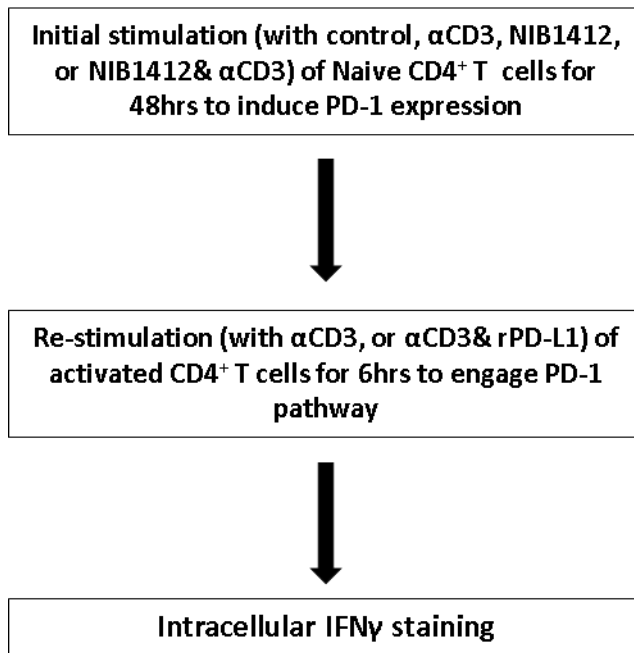 Initial stimulation (with control, αCD3, NIB1412,
or NIB1412& αCD3) of Naive CD4⁺ T cells for
48hrs to induce PD-1 expression
Re-stimulation (with αCD3, or αCD3& rPD-L1) of
activated CD4⁺ T cells for 6hrs to engage PD-1
pathway
Intracellular IFNγ staining